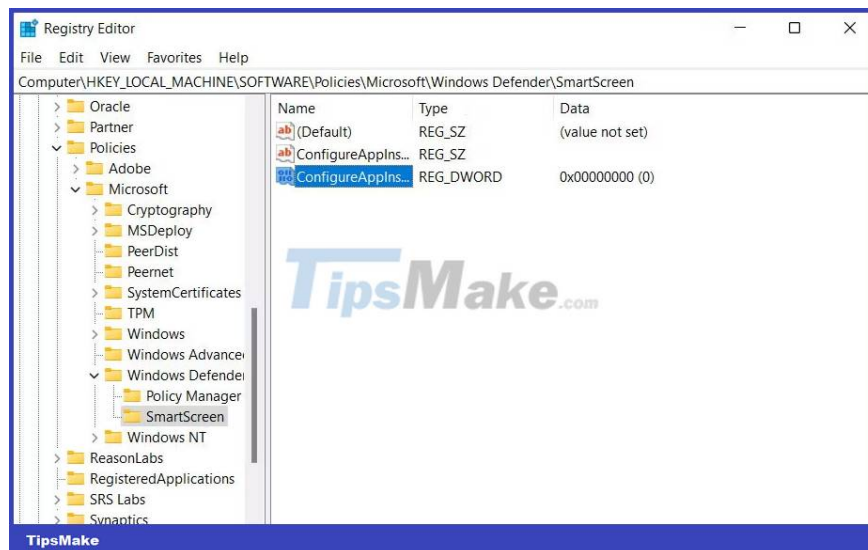 Registry Editor
File Edit View Favorites Help
Computer\HKEY_LOCAL_MACHINE\SOFTWARE\Policies\Microsoft\Windows Defender\SmartScreen
Oracle
Partner
Policies
Adobe
Microsoft
Cryptography
MSDeploy
PeerDist
Peernet
SystemCertificates
TPM
Windows
Windows Advance
Windows Defende
Policy Manager
SmartScreen
Windows NT
ReasonLabs
RegisteredApplications
SRS Labs
Synaptics
Name Type Data
ab (Default) REG_SZ (value not set)
ab ConfigureAppIns... REG_SZ
ConfigureAppIns... REG_DWORD 0x00000000 (0)
TipsMake.com
TipsMake